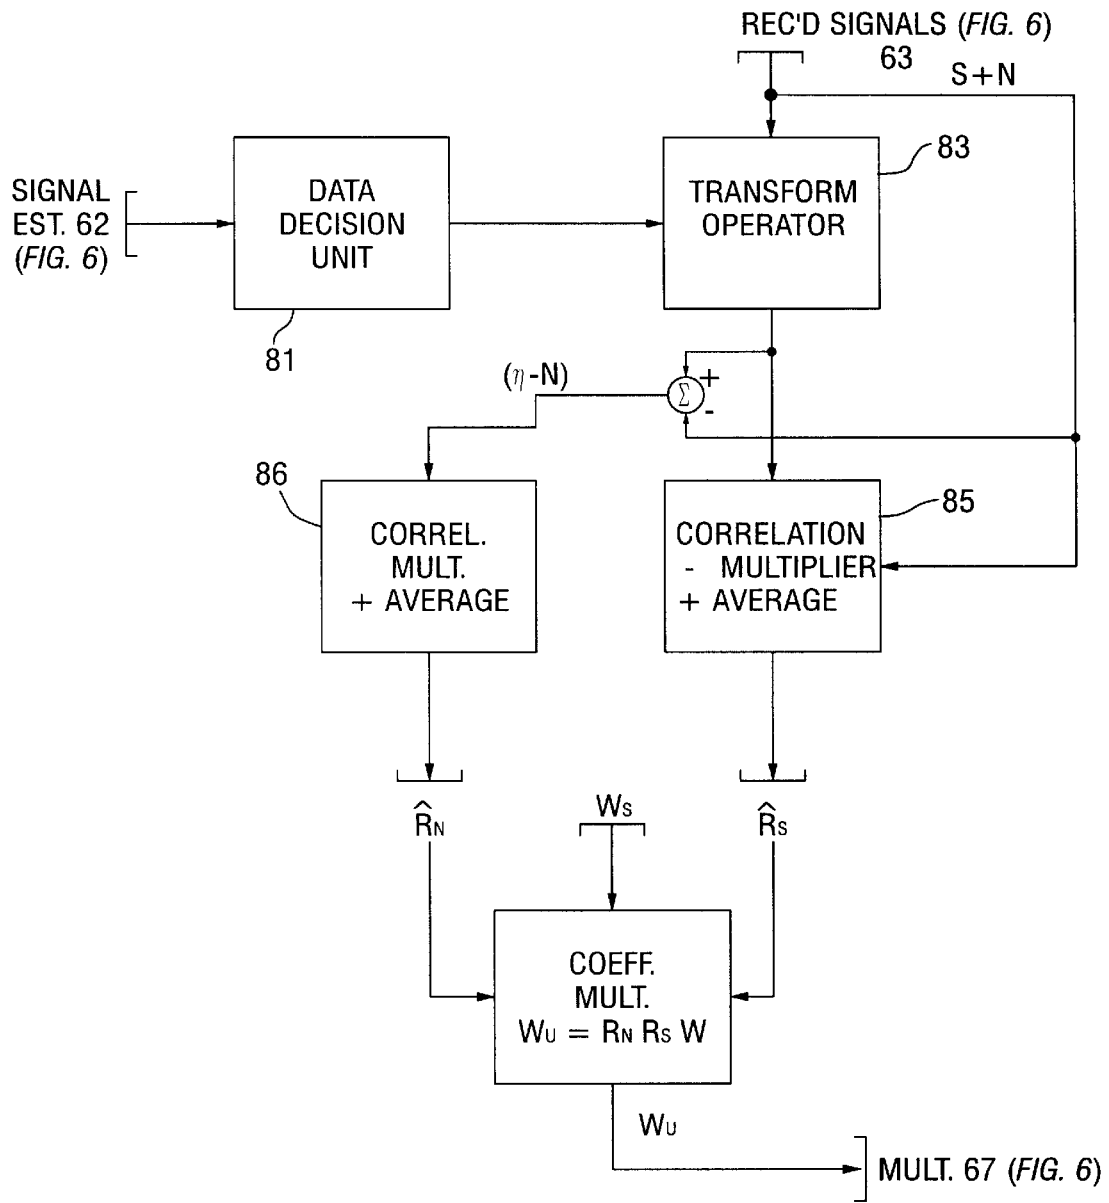 REC'D SIGNALS (FIG. 6)
63
S+N
83
SIGNAL
EST. 62
(FIG. 6)
DATA
DECISION
UNIT
TRANSFORM
OPERATOR
81
(η-N)
Σ
+
-
86
85
CORREL.
MULT.
+ AVERAGE
CORRELATION
- MULTIPLIER
+ AVERAGE
R̂N
WS
R̂S
COEFF.
MULT.
WU = RN RS W
WU
MULT. 67 (FIG. 6)